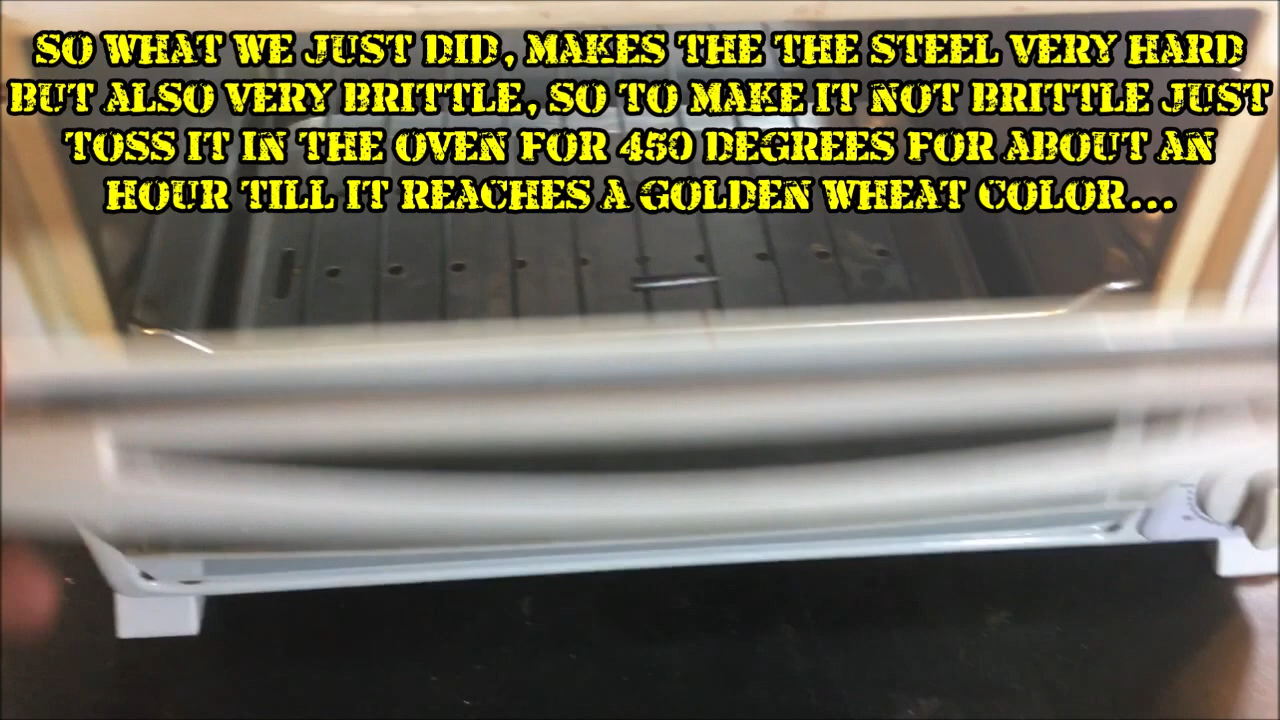 SO WHAT WE JUST DID, MAKES THE THE STEEL VERY HARD
BUT ALSO VERY BRITTLE, SO TO MAKE IT NOT BRITTLE JUST
TOSS IT IN THE OVEN FOR 450 DEGREES FOR ABOUT AN
HOUR TILL IT REACHES A GOLDEN WHEAT COLOR...